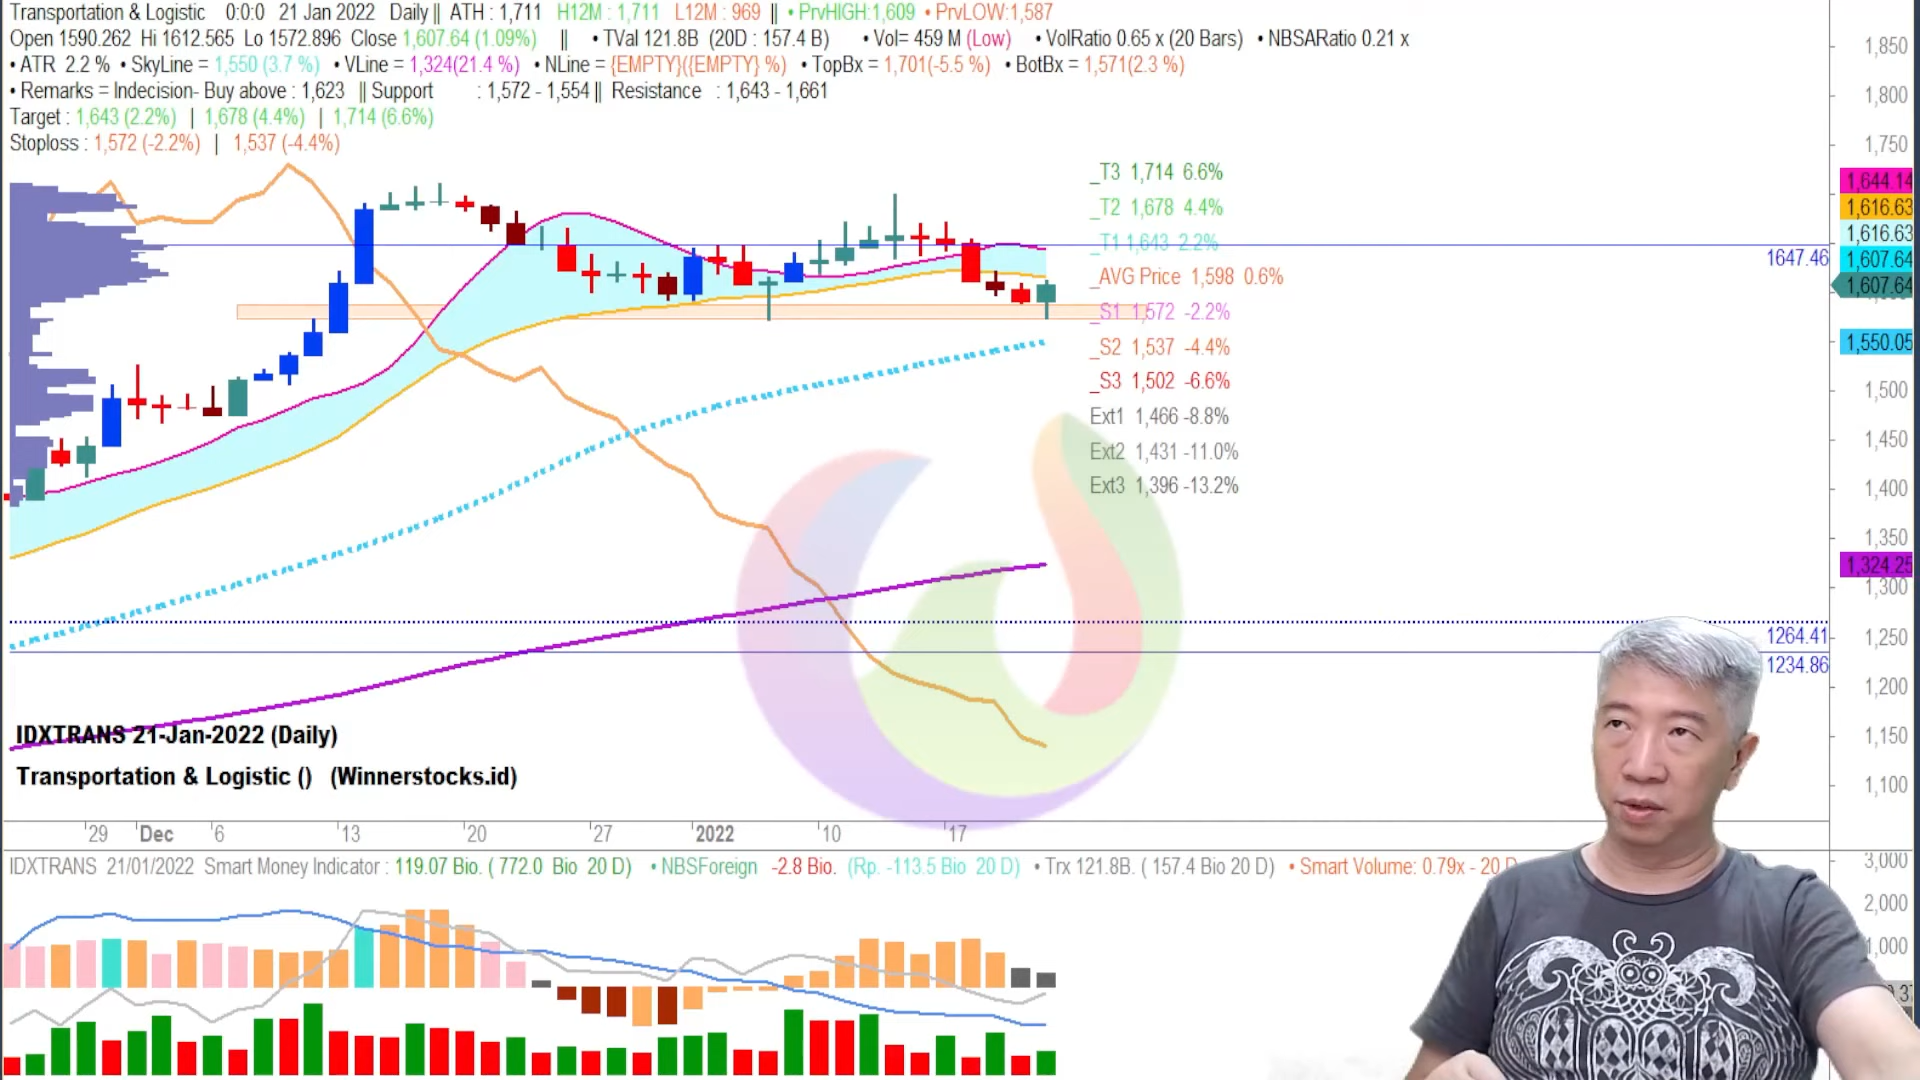 Transportation & Logistic 0:0:0 21 Jan 2022 Daily || ATH : 1,711 H12M : 1,711 L12M : 969 || • PrvHIGH:1,609 • PrvLOW:1,587
Open 1590.262 Hi 1612.565 Lo 1572.896 Close 1,607.64 (1.09%) || • TVal 121.8B (20D : 157.4 B) • Vol= 459 M (Low) • VolRatio 0.65 x (20 Bars) • NBSARatio 0.21 x
• ATR 2.2 % • SkyLine = 1,550 (3.7 %) • VLine = 1,324(21.4 %) • NLine = {EMPTY}({EMPTY} %) • TopBx = 1,701(-5.5 %) • BotBx = 1,571(2.3 %)
• Remarks = Indecision- Buy above : 1,623 || Support : 1,572 - 1,554 || Resistance : 1,643 - 1,661
Target : 1,643 (2.2%) | 1,678 (4.4%) | 1,714 (6.6%)
Stoploss : 1,572 (-2.2%) | 1,537 (-4.4%)
_T3 1,714 6.6%
_T2 1,678 4.4%
_T1 1,643 2.2%
_AVG Price 1,598 0.6%
_S1 1,572 -2.2%
_S2 1,537 -4.4%
_S3 1,502 -6.6%
Ext1 1,466 -8.8%
Ext2 1,431 -11.0%
Ext3 1,396 -13.2%
1,850
1,800
1,750
1,644.14
1,616.63
1,616.63
1647.46
1,607.64
1,607.64
1,550.05
1,500
1,450
1,400
1,350
1,324.25
1,300
1264.41
1,250
1234.86
1,200
1,150
1,100
IDXTRANS 21-Jan-2022 (Daily)
Transportation & Logistic () (Winnerstocks.id)
29 Dec 6 13 20 27 2022 10 17
IDXTRANS 21/01/2022 Smart Money Indicator : 119.07 Bio. ( 772.0 Bio 20 D) • NBSForeign -2.8 Bio. (Rp. -113.5 Bio 20 D) • Trx 121.8B. ( 157.4 Bio 20 D) • Smart Volume: 0.79x - 20 D
3,000
2,000
1,000